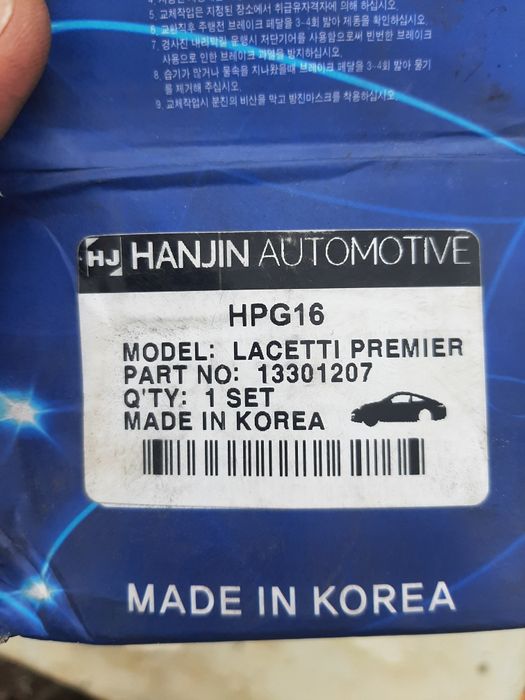 5. 교체작업은 지정된 장소에서 취급유자격자에 의해 하십시오.
6. 교환직후 주행전 브레이크 페달을 3~4회 밟아 제동을 확인하십시오.
7. 경사진 내리막길 운행시 저단기어를 사용함으로써 빈번한 브레이크
사용으로 인한 브레이크 과열을 방지하십시오.
8. 습기가 많거나 물속을 지나왔을때 브레이크 페달을 3~4회 밟아 물기
를 제거해 주십시오.
9. 교체작업시 분진의 비산을 막고 방진마스크를 착용하십시오.
HJ HANJIN AUTOMOTIVE
HPG16
MODEL: LACETTI PREMIER
PART NO: 13301207
Q'TY: 1 SET
MADE IN KOREA
MADE IN KOREA